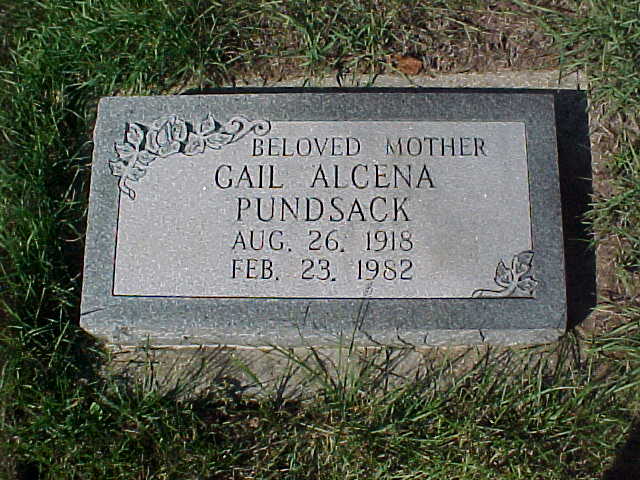 BELOVED MOTHER
GAIL ALCENA
PUNDSACK
AUG. 26. 1918
FEB. 23. 1982